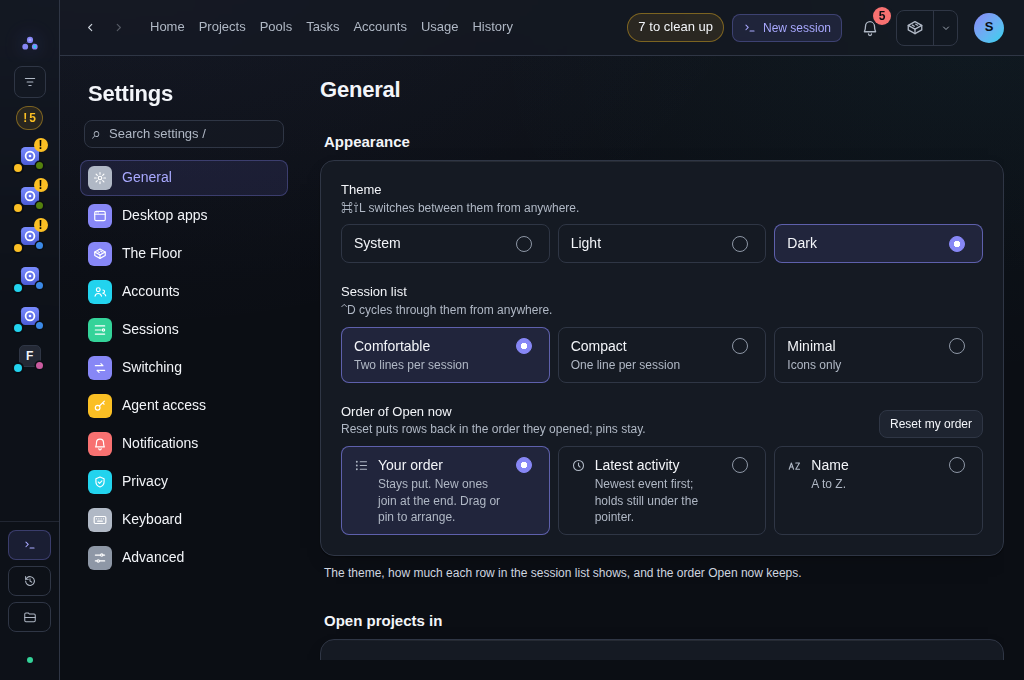 Home Projects Pools Tasks Accounts Usage History
7 to clean up
New session
5
S
!5
!
!
!
F
Settings
Search settings /
General
Desktop apps
The Floor
Accounts
Sessions
Switching
Agent access
Notifications
Privacy
Keyboard
Advanced
General
Appearance
Theme
⌘⇧L switches between them from anywhere.
System
Light
Dark
Session list
^D cycles through them from anywhere.
Comfortable
Two lines per session
Compact
One line per session
Minimal
Icons only
Order of Open now
Reset puts rows back in the order they opened; pins stay.
Reset my order
Your order
Stays put. New ones
join at the end. Drag or
pin to arrange.
Latest activity
Newest event first;
holds still under the
pointer.
AZ
Name
A to Z.
The theme, how much each row in the session list shows, and the order Open now keeps.
Open projects in